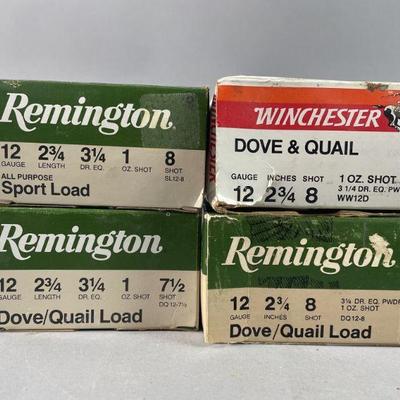 Remington
12 2¾ 3¼ 1 8
GAUGE LENGTH DR. EQ. OZ. SHOT SHOT
ALL PURPOSE SL12-8
Sport Load
WINCHESTER
DOVE & QUAIL
GAUGE INCHES SHOT 1 OZ. SHOT
12 2¾ 8 3 1/4 DR. EQ. PW
WW12D
Remington
12 2¾ 3¼ 1 7½
GAUGE LENGTH DR. EQ. OZ. SHOT SHOT
DQ 12-7½
Dove/Quail Load
Remington
12 2¾ 8 3¼ DR. EQ. PWDR
GAUGE INCHES SHOT 1 OZ. SHOT
DQ12-8
Dove/Quail Load